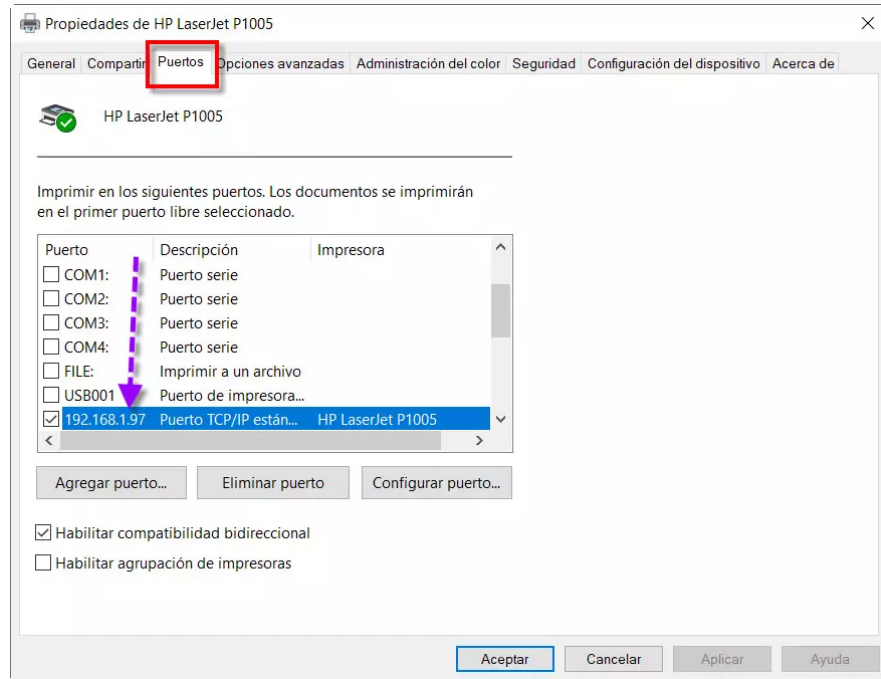 Propiedades de HP LaserJet P1005
General Compartir Puertos Opciones avanzadas Administración del color Seguridad Configuración del dispositivo Acerca de
HP LaserJet P1005
Imprimir en los siguientes puertos. Los documentos se imprimirán
en el primer puerto libre seleccionado.
Puerto Descripción Impresora
COM1: Puerto serie
COM2: Puerto serie
COM3: Puerto serie
COM4: Puerto serie
FILE: Imprimir a un archivo
USB001 Puerto de impresora...
192.168.1.97 Puerto TCP/IP están... HP LaserJet P1005
Agregar puerto... Eliminar puerto Configurar puerto...
Habilitar compatibilidad bidireccional
Habilitar agrupación de impresoras
Aceptar Cancelar Aplicar Ayuda